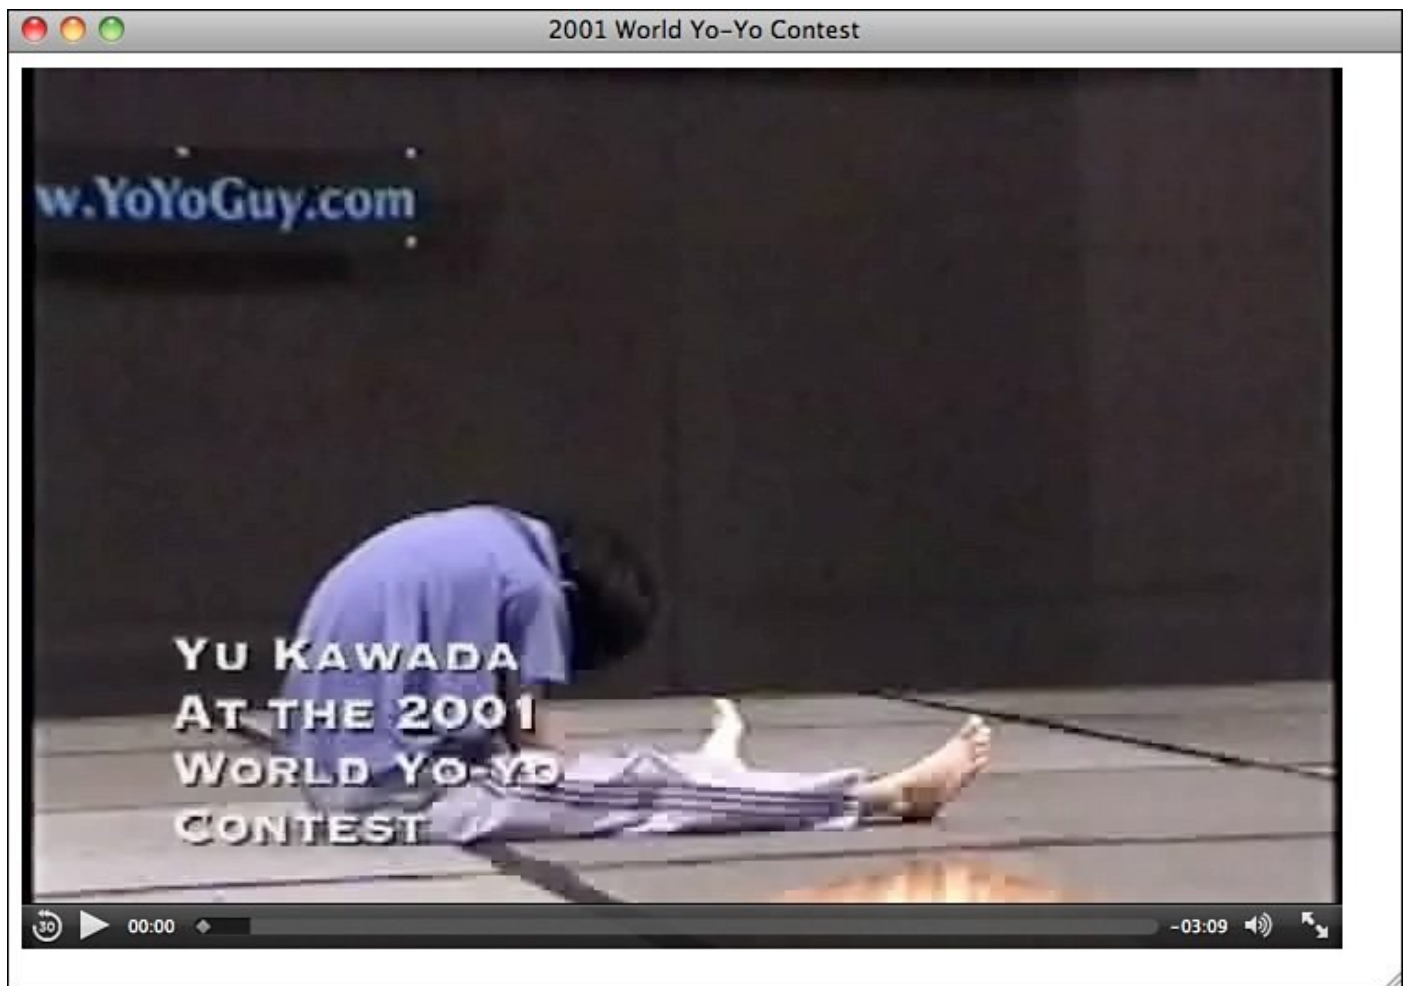 2001 World Yo-Yo Contest
w.YoYoGuy.com
YU KAWADA
AT THE 2001
WORLD YO-YO
CONTEST
30
00:00
-03:09